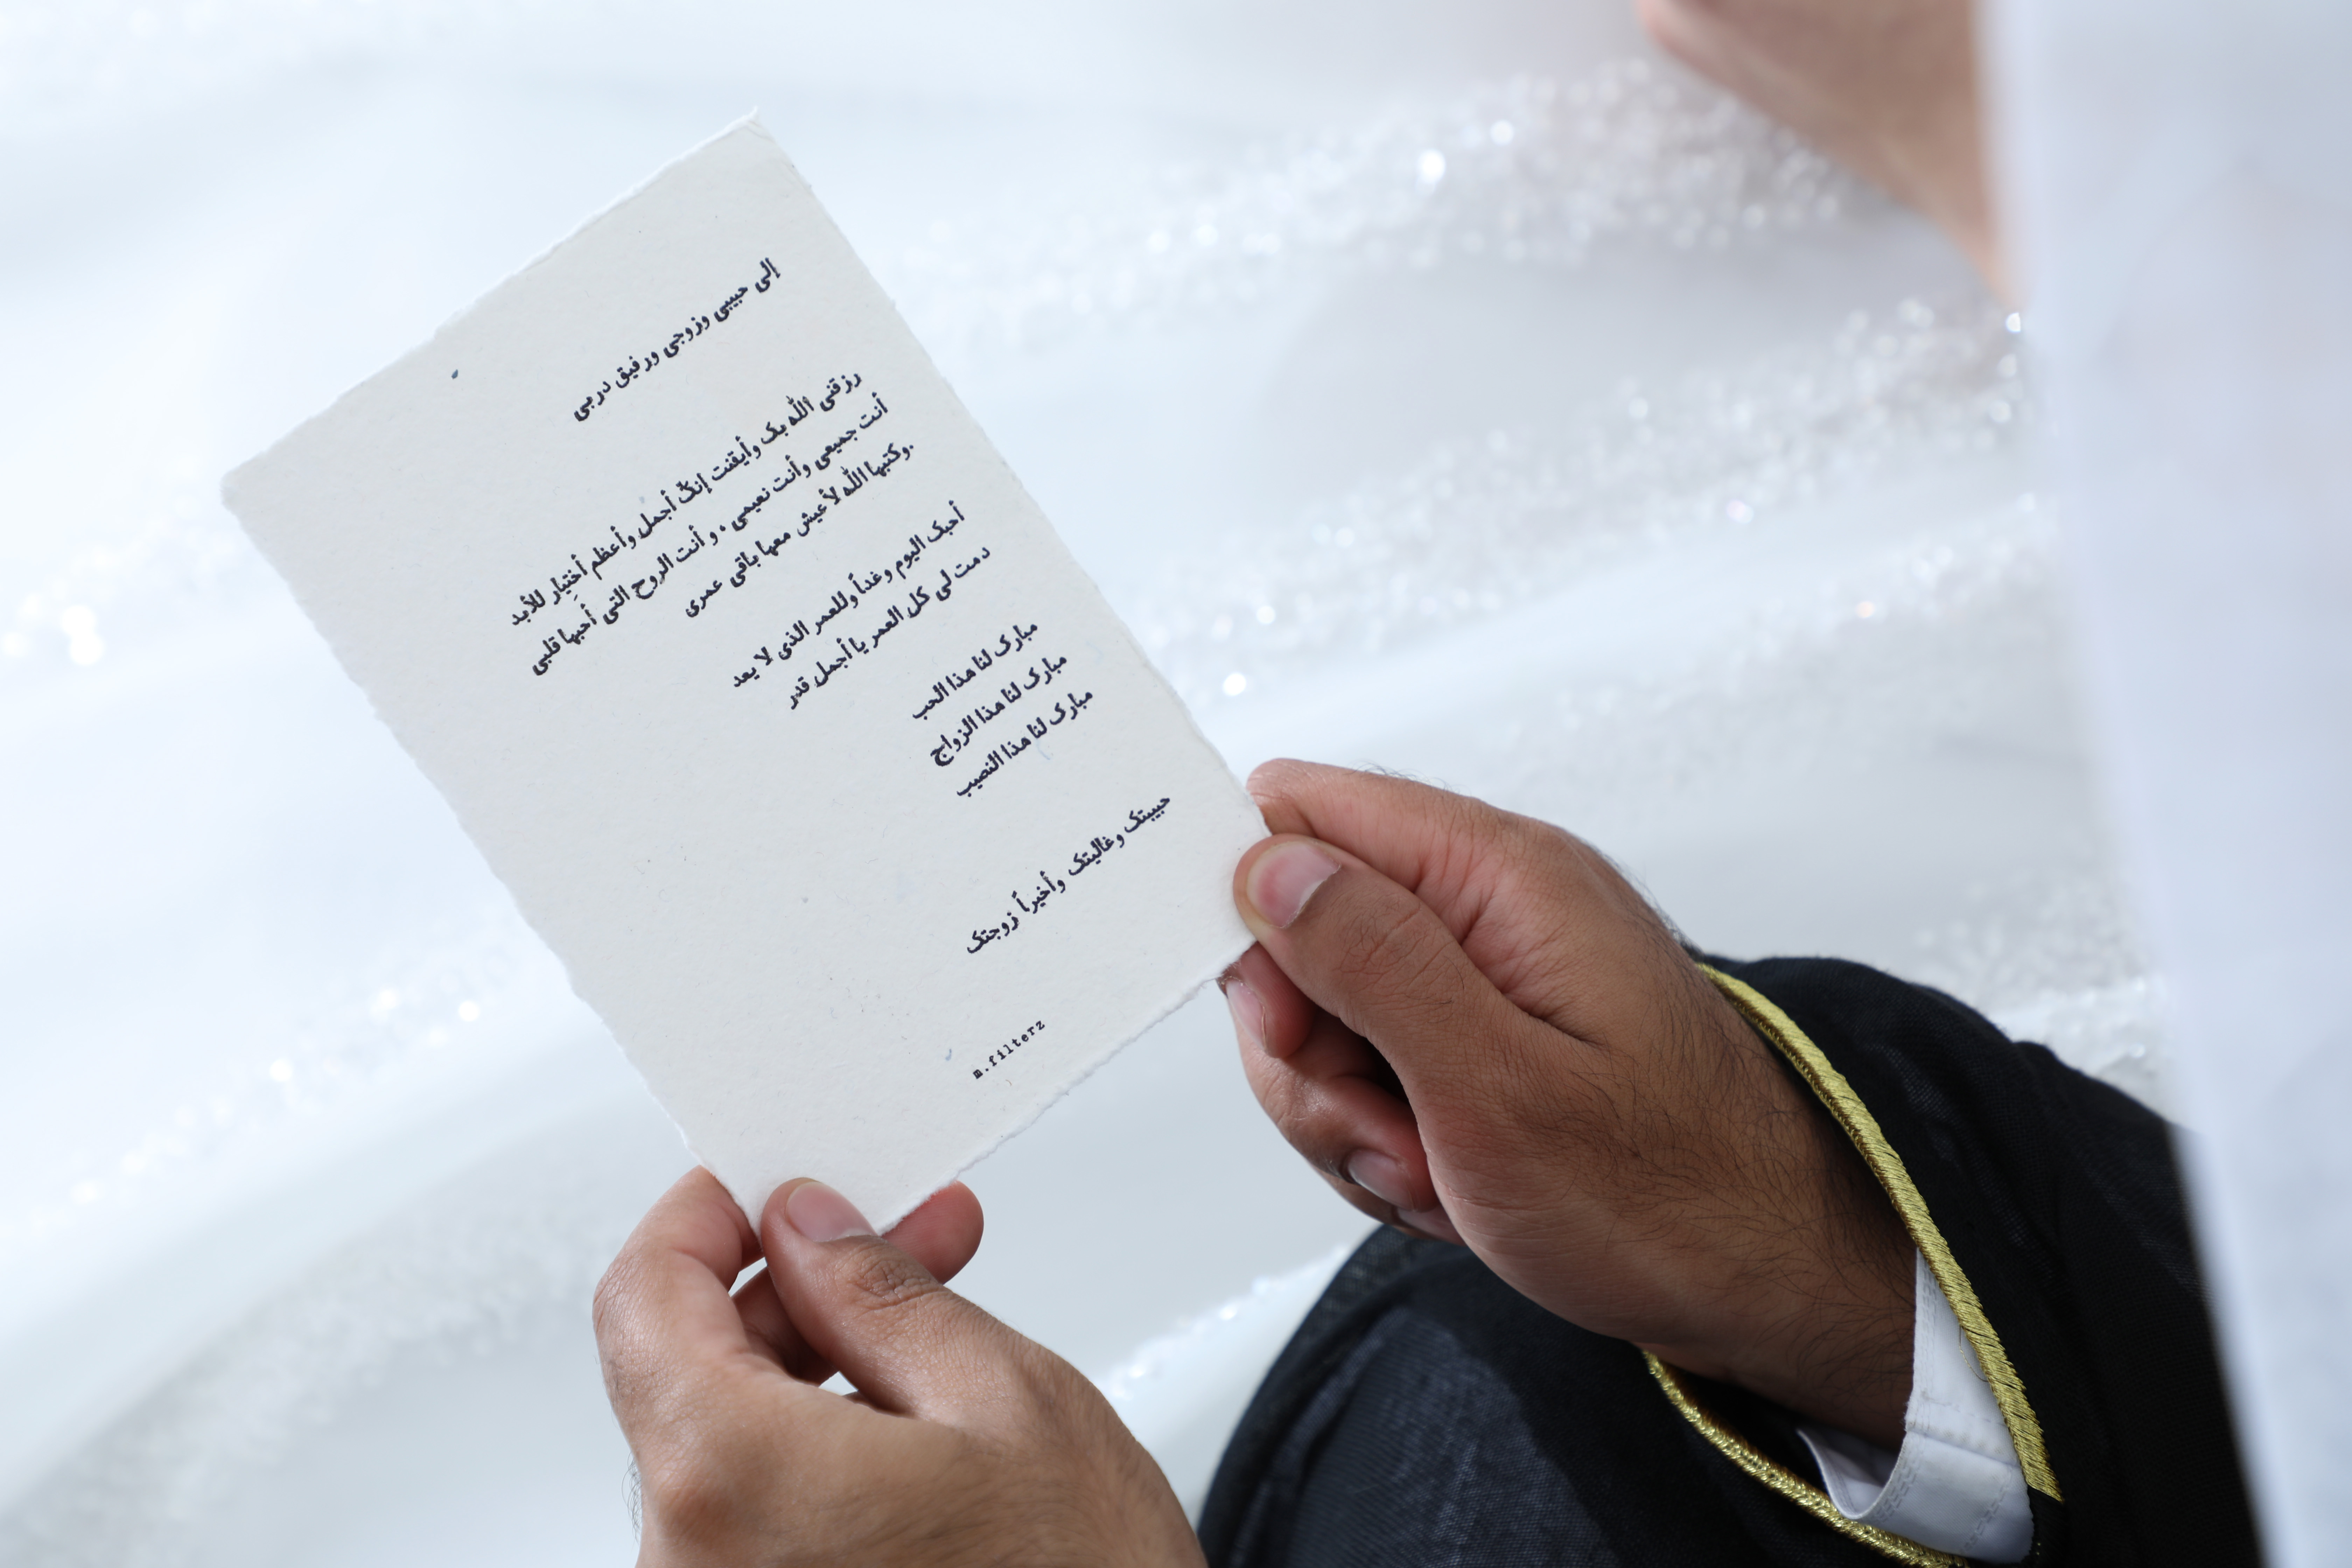 إلى حبيبي وزوجي ورفيق دربي
رزقني الله بك وأيقنت إنكّ أجمل وأعظم أختيار للأبد
أنت جميعي وأنت نعيمي ، و أنت الروح التي أحبها قلبي
وكتبها الله لأعيش معها باقي عمري.
أحبك اليوم وغداً وللعمر الذي لا يعد
دمت لي كل العمر يا أجمل قدر
مبارك لنا هذا الحب
مبارك لنا هذا الزواج
مبارك لنا هذا النصيب
حبيبتك وغاليتك وأخيراً زوجتك
m.filterz